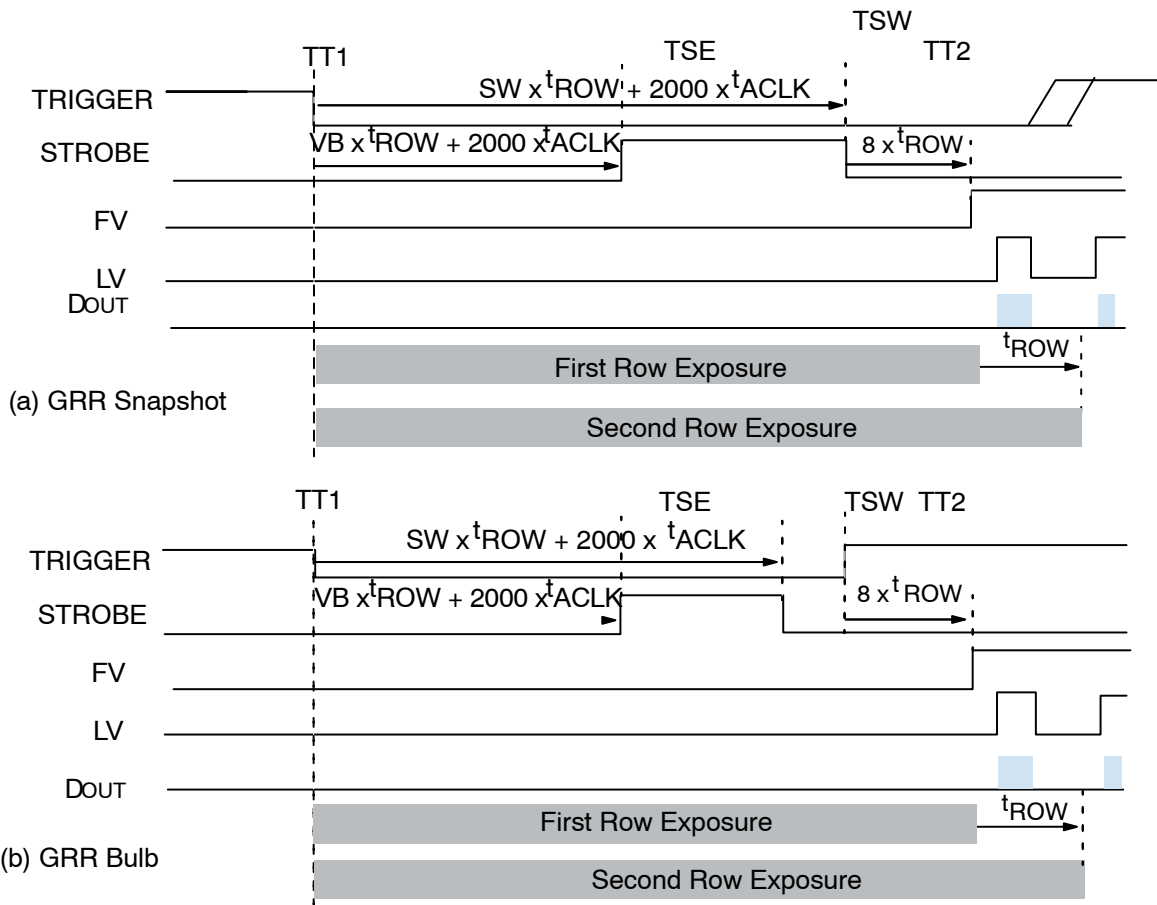 TSW
TT1 TSE TT2
SW x tROW + 2000 x tACLK
TRIGGER
VB x tROW + 2000 x tACLK 8 x tROW
STROBE
FV
LV
DOUT
tROW
First Row Exposure
(a) GRR Snapshot
Second Row Exposure
TT1 TSE TSW TT2
SW x tROW + 2000 x tACLK
TRIGGER
VB x tROW + 2000 x tACLK 8 x tROW
STROBE
FV
LV
DOUT
tROW
First Row Exposure
(b) GRR Bulb
Second Row Exposure